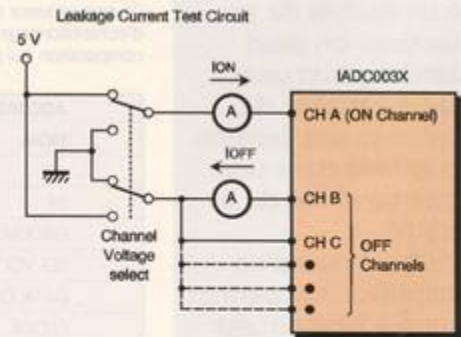 Leakage Current Test Circuit
5 V
ION
IADC003X
A
CH A (ON Channel)
IOFF
A
CH B
CH C
OFF
Channels
Channel
Voltage
select